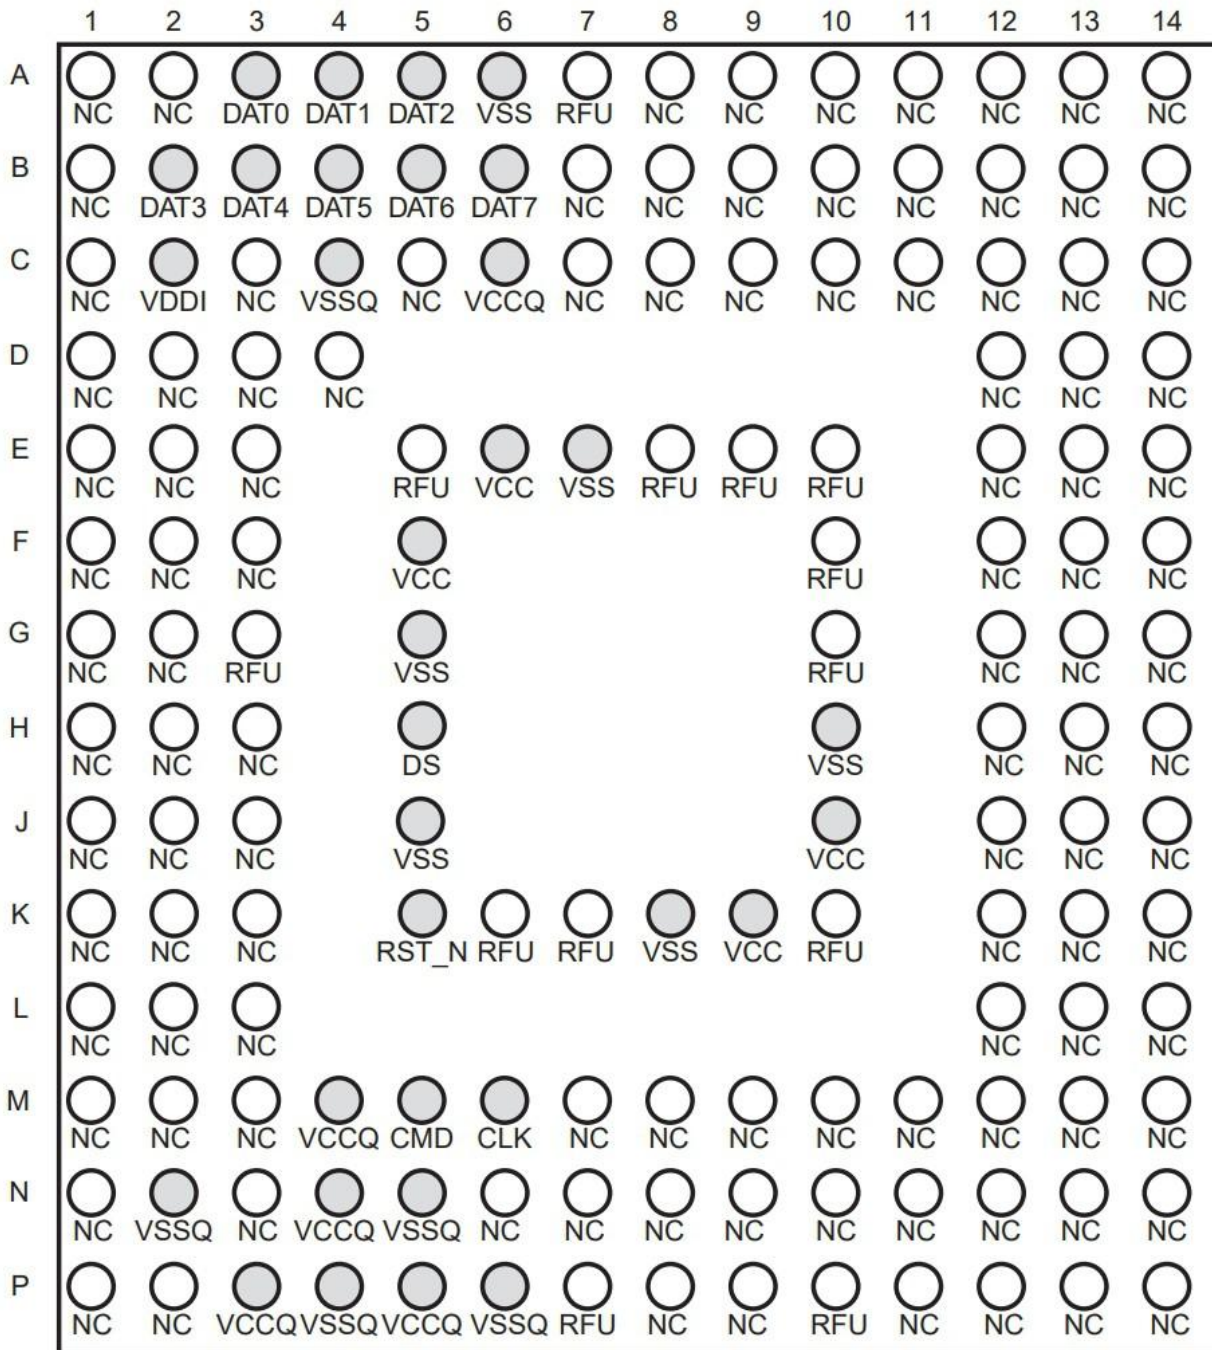 1 2 3 4 5 6 7 8 9 10 11 12 13 14
A
NC NC DAT0 DAT1 DAT2 VSS RFU NC NC NC NC NC NC NC
B
NC DAT3 DAT4 DAT5 DAT6 DAT7 NC NC NC NC NC NC NC NC
C
NC VDDI NC VSSQ NC VCCQ NC NC NC NC NC NC NC NC
D
NC NC NC NC NC NC NC
E
NC NC NC RFU VCC VSS RFU RFU RFU NC NC NC
F
NC NC NC VCC RFU NC NC NC
G
NC NC RFU VSS RFU NC NC NC
H
NC NC NC DS VSS NC NC NC
J
NC NC NC VSS VCC NC NC NC
K
NC NC NC RST_N RFU RFU VSS VCC RFU NC NC NC
L
NC NC NC NC NC NC
M
NC NC NC VCCQ CMD CLK NC NC NC NC NC NC NC NC
N
NC VSSQ NC VCCQ VSSQ NC NC NC NC NC NC NC NC NC
P
NC NC VCCQ VSSQ VCCQ VSSQ RFU NC NC RFU NC NC NC NC